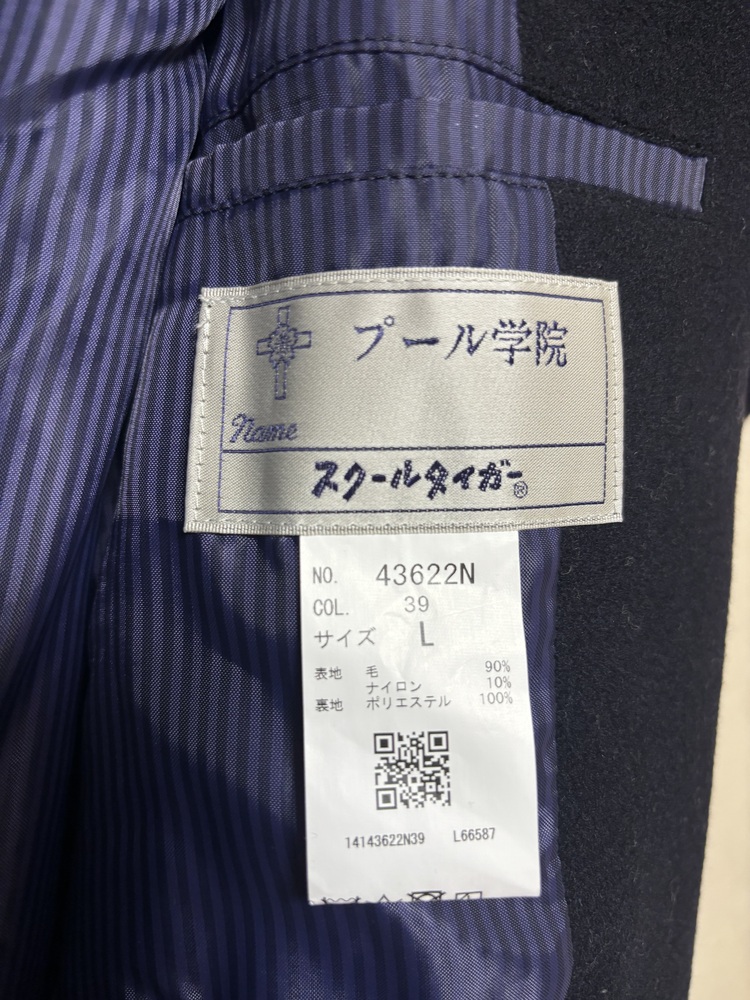 プール学院
Name
スクールタイガー®
NO. 43622N
COL. 39
サイズ L
表地 毛 90%
ナイロン 10%
裏地 ポリエステル 100%
14143622N39 L66587